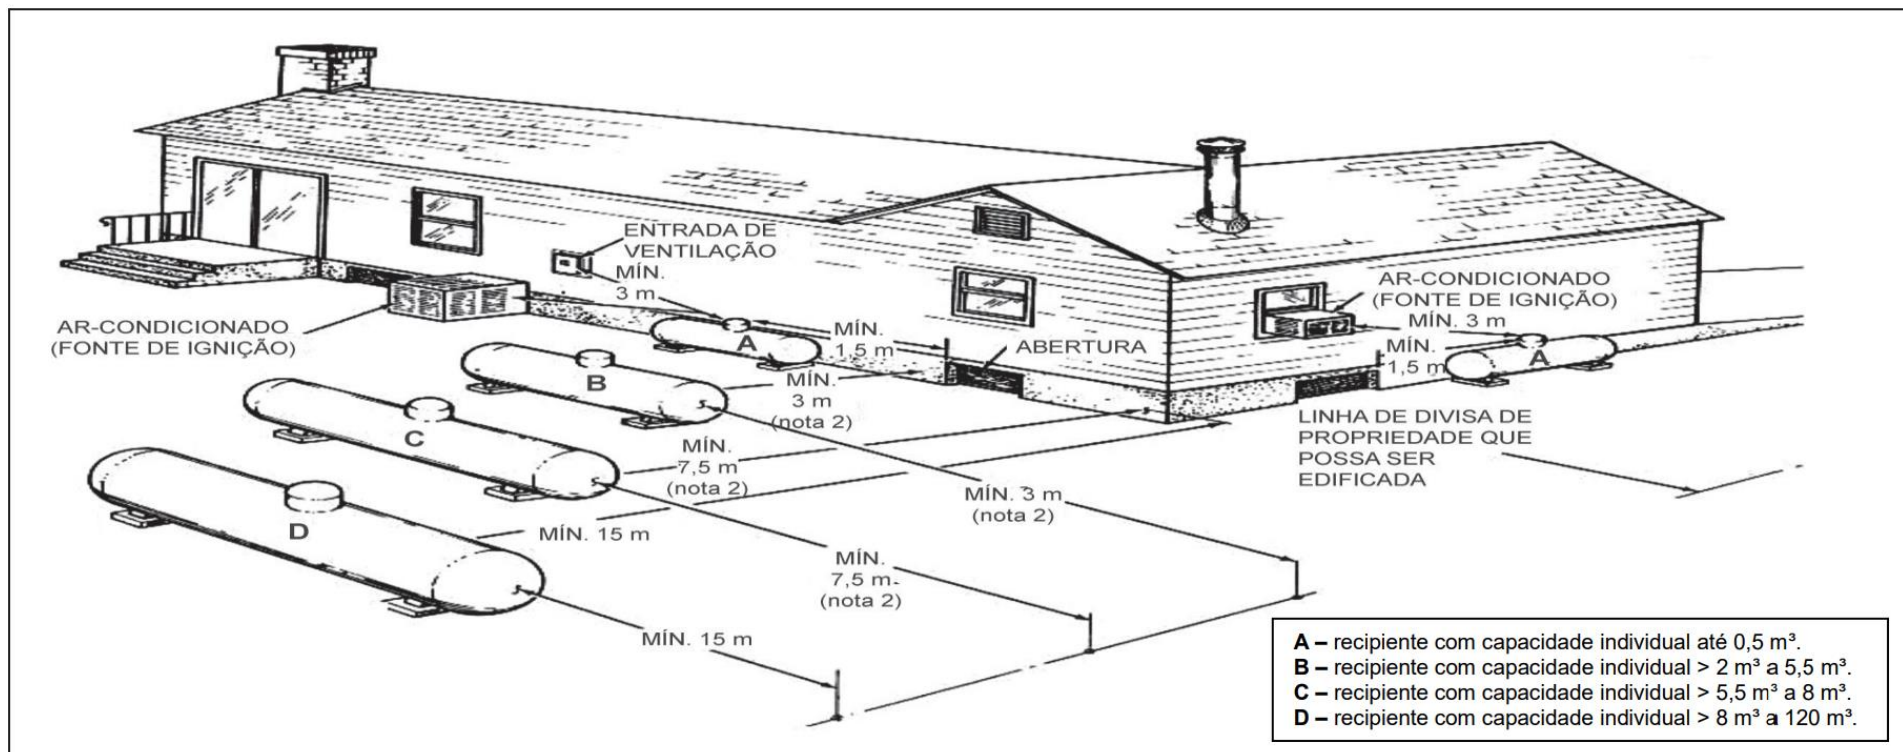 ENTRADA DE
VENTILAÇÃO
MÍN.
3 m
AR-CONDICIONADO
(FONTE DE IGNIÇÃO)
AR-CONDICIONADO
(FONTE DE IGNIÇÃO)
MÍN. 3 m
A
MÍN.
1,5 m
ABERTURA
MÍN.
1,5 m
A
B
MÍN.
3 m
(nota 2)
C
MÍN.
7,5 m
(nota 2)
LINHA DE DIVISA DE
PROPRIEDADE QUE
POSSA SER
EDIFICADA
D
MÍN. 15 m
MÍN. 3 m
(nota 2)
MÍN.
7,5 m
(nota 2)
MÍN. 15 m
A – recipiente com capacidade individual até 0,5 m³.
B – recipiente com capacidade individual > 2 m³ a 5,5 m³.
C – recipiente com capacidade individual > 5,5 m³ a 8 m³.
D – recipiente com capacidade individual > 8 m³ a 120 m³.